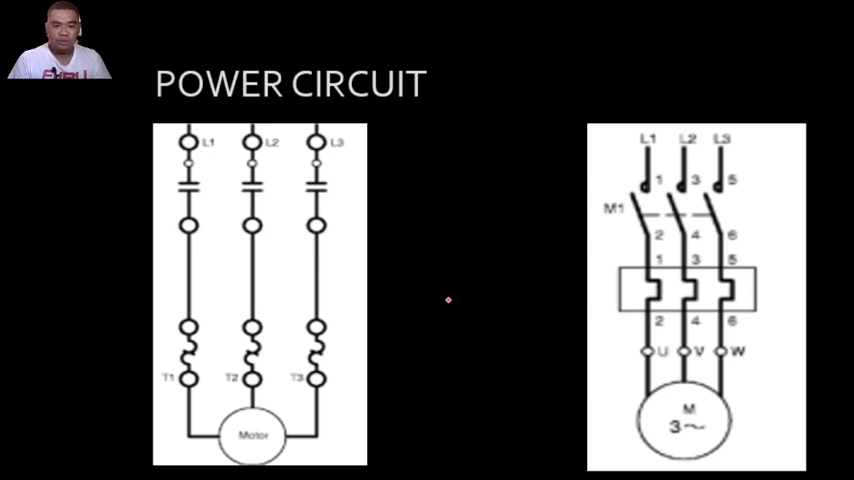 POWER CIRCUIT
L1 L2 L3
T1 T2 T3
Motor
L1 L2 L3
1 3 5
M1
2 4 6
1 3 5
2 4 6
U V W
M
3~